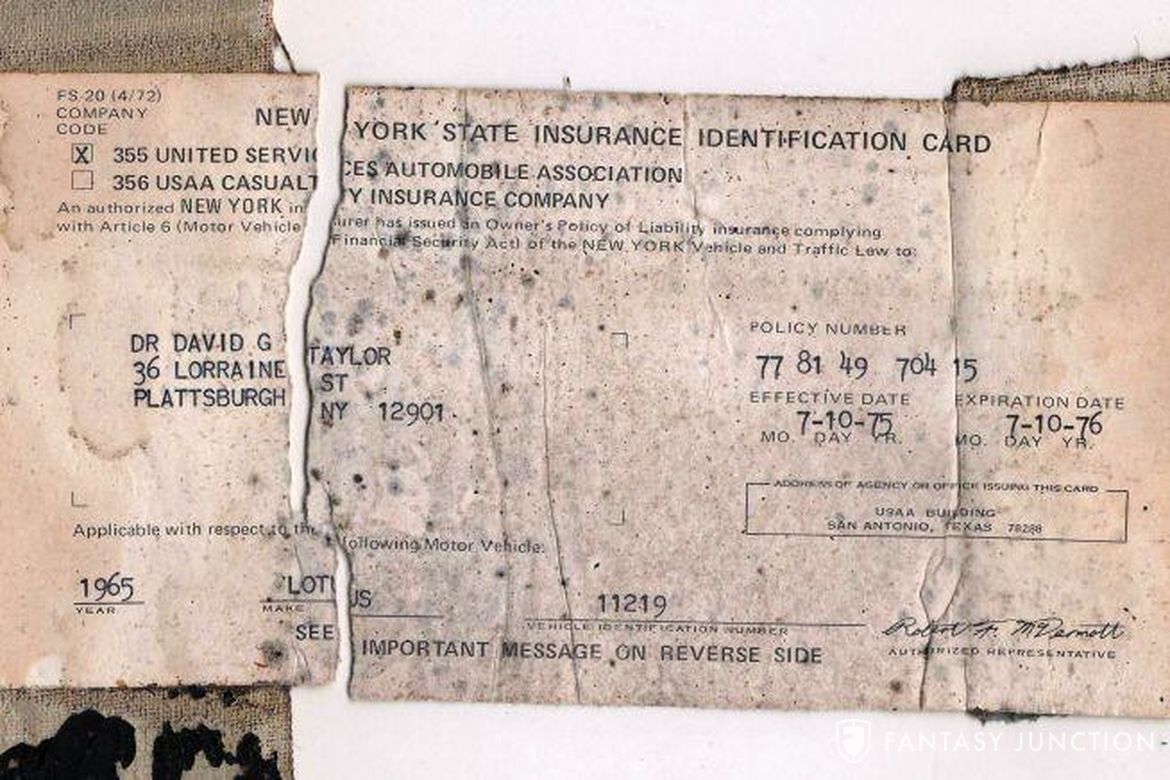 FS-20 (4/72)
COMPANY
CODE
NEW YORK STATE INSURANCE IDENTIFICATION CARD
X 355 UNITED SERVICES AUTOMOBILE ASSOCIATION
356 USAA CASUALTY INSURANCE COMPANY
An authorized NEW YORK insurer has issued an Owner's Policy of Liability insurance complying
with Article 6 (Motor Vehicle Financial Security Act) of the NEW YORK Vehicle and Traffic Law to:
POLICY NUMBER
77 81 49 704 15
DR DAVID G TAYLOR
36 LORRAINE ST
PLATTSBURGH NY 12901
EFFECTIVE DATE EXPIRATION DATE
7-10-75 7-10-76
MO. DAY YR. MO. DAY YR.
ADDRESS OF AGENCY OR OFFICE ISSUING THIS CARD
USAA BUILDING
SAN ANTONIO, TEXAS 78288
Applicable with respect to the following Motor Vehicle:
1965 LOTUS 11219
YEAR MAKE VEHICLE IDENTIFICATION NUMBER
Robert F. McDermott
AUTHORIZED REPRESENTATIVE
SEE IMPORTANT MESSAGE ON REVERSE SIDE
FANTASY JUNCTION